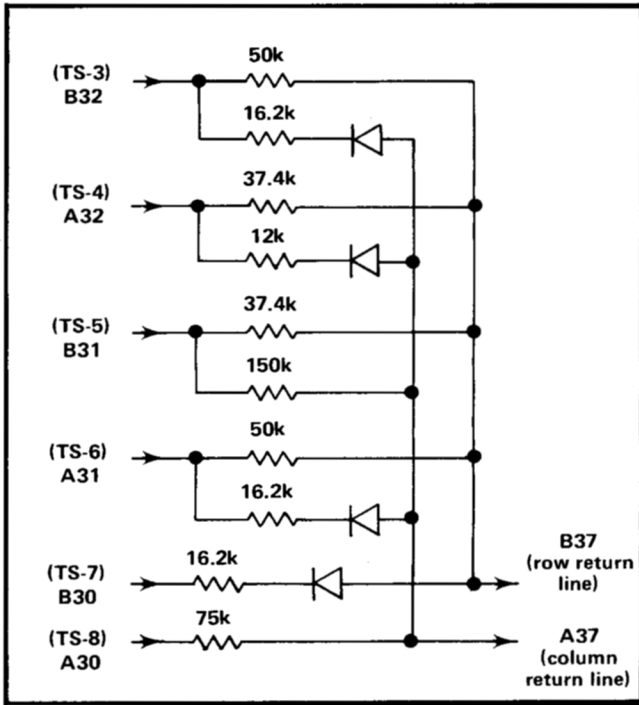 50k
(TS-3)
B32
16.2k
37.4k
(TS-4)
A32
12k
37.4k
(TS-5)
B31
150k
50k
(TS-6)
A31
16.2k
B37
(row return
line)
16.2k
(TS-7)
B30
75k
(TS-8)
A30
A37
(column
return line)